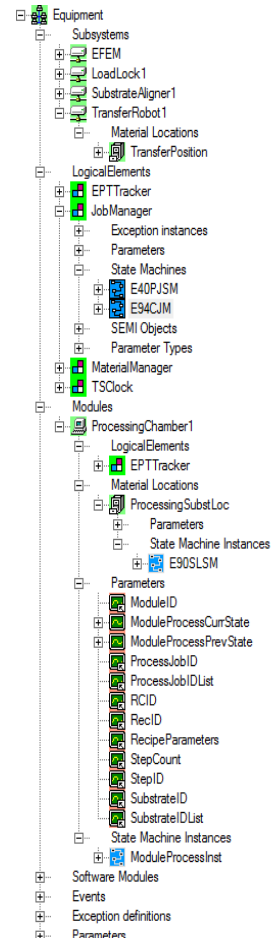 Equipment
Subsystems
EFEM
LoadLock1
SubstrateAligner1
TransferRobot1
Material Locations
TransferPosition
LogicalElements
EPTTracker
JobManager
Exception instances
Parameters
State Machines
E40PJSM
E94CJM
SEMI Objects
Parameter Types
MaterialManager
TSClock
Modules
ProcessingChamber1
LogicalElements
EPTTracker
Material Locations
ProcessingSubstLoc
Parameters
State Machine Instances
E90SLSM
Parameters
ModuleID
ModuleProcessCurrState
ModuleProcessPrevState
ProcessJobID
ProcessJobIDList
RCID
RecID
RecipeParameters
StepCount
StepID
SubstrateID
SubstrateIDList
State Machine Instances
ModuleProcessInst
Software Modules
Events
Exception definitions
Parameters